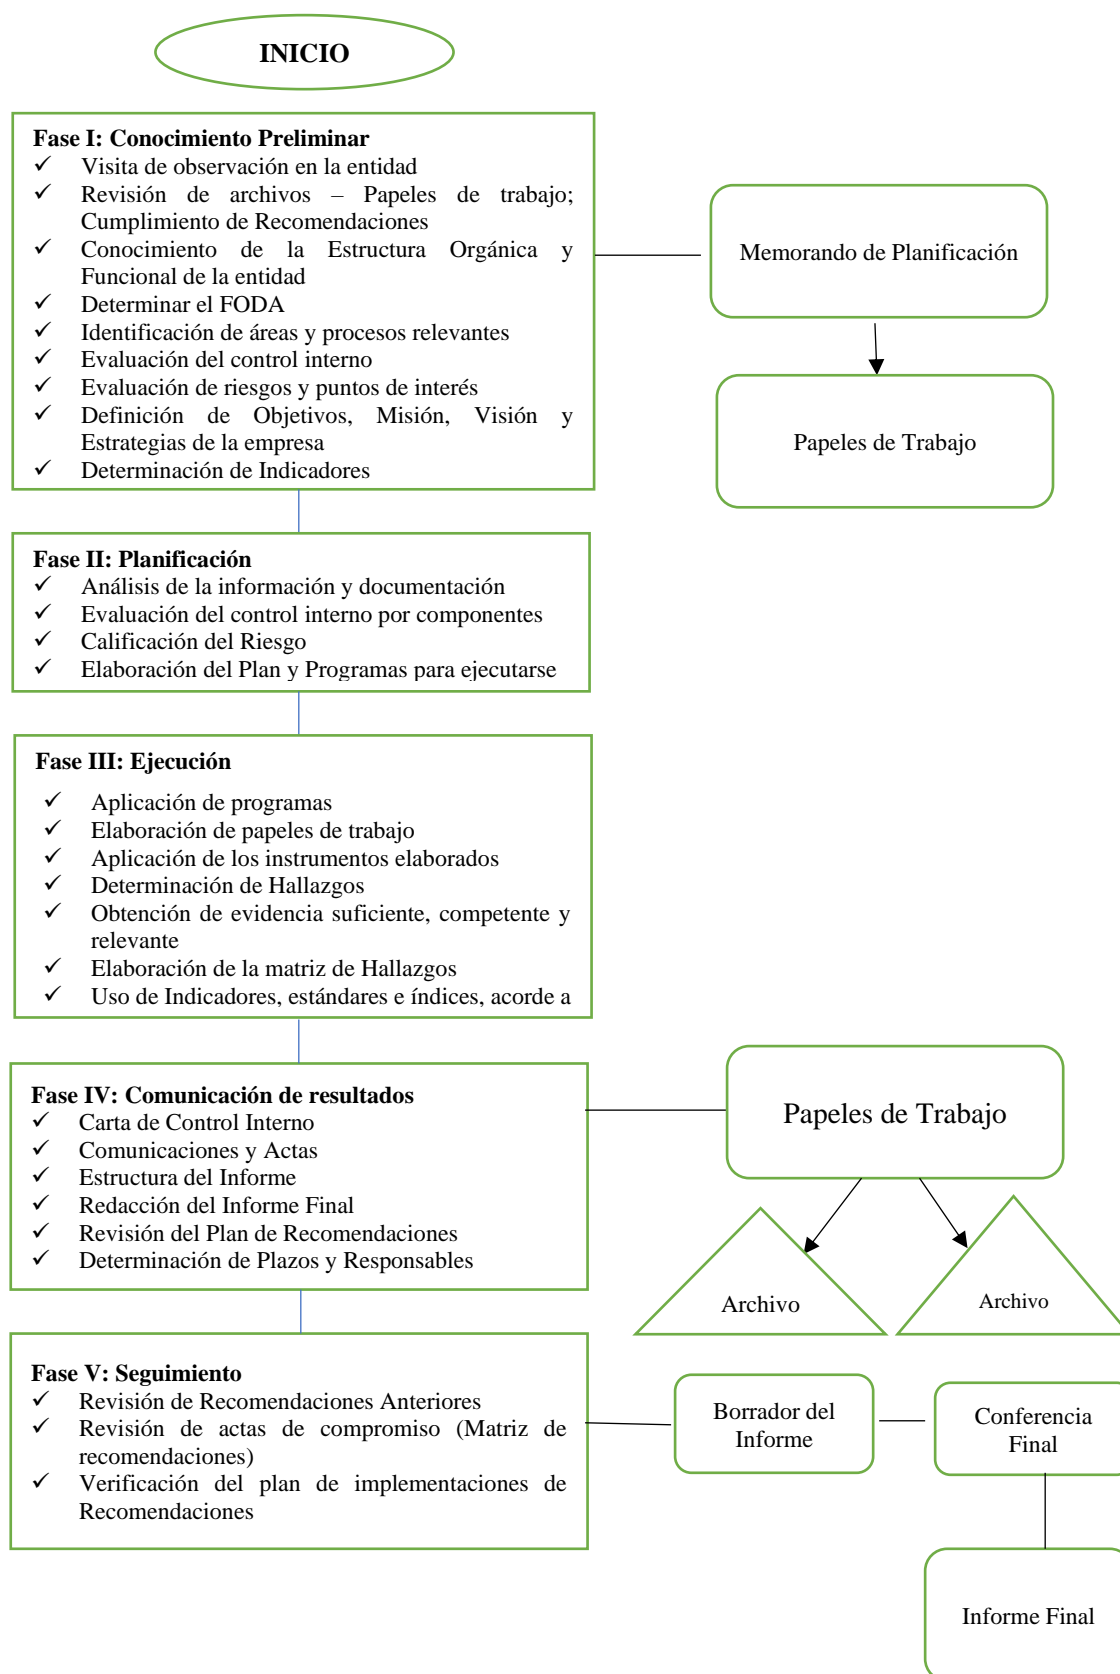 INICIO
Fase I: Conocimiento Preliminar
✓ Visita de observación en la entidad
✓ Revisión de archivos – Papeles de trabajo;
Cumplimiento de Recomendaciones
✓ Conocimiento de la Estructura Orgánica y
Funcional de la entidad
✓ Determinar el FODA
✓ Identificación de áreas y procesos relevantes
✓ Evaluación del control interno
✓ Evaluación de riesgos y puntos de interés
✓ Definición de Objetivos, Misión, Visión y
Estrategias de la empresa
✓ Determinación de Indicadores
Memorando de Planificación
Papeles de Trabajo
Fase II: Planificación
✓ Análisis de la información y documentación
✓ Evaluación del control interno por componentes
✓ Calificación del Riesgo
✓ Elaboración del Plan y Programas para ejecutarse
Fase III: Ejecución
✓ Aplicación de programas
✓ Elaboración de papeles de trabajo
✓ Aplicación de los instrumentos elaborados
✓ Determinación de Hallazgos
✓ Obtención de evidencia suficiente, competente y
relevante
✓ Elaboración de la matriz de Hallazgos
✓ Uso de Indicadores, estándares e índices, acorde a
Fase IV: Comunicación de resultados
✓ Carta de Control Interno
✓ Comunicaciones y Actas
✓ Estructura del Informe
✓ Redacción del Informe Final
✓ Revisión del Plan de Recomendaciones
✓ Determinación de Plazos y Responsables
Papeles de Trabajo
Archivo
Archivo
Fase V: Seguimiento
✓ Revisión de Recomendaciones Anteriores
✓ Revisión de actas de compromiso (Matriz de
recomendaciones)
✓ Verificación del plan de implementaciones de
Recomendaciones
Borrador del
Informe
Conferencia
Final
Informe Final